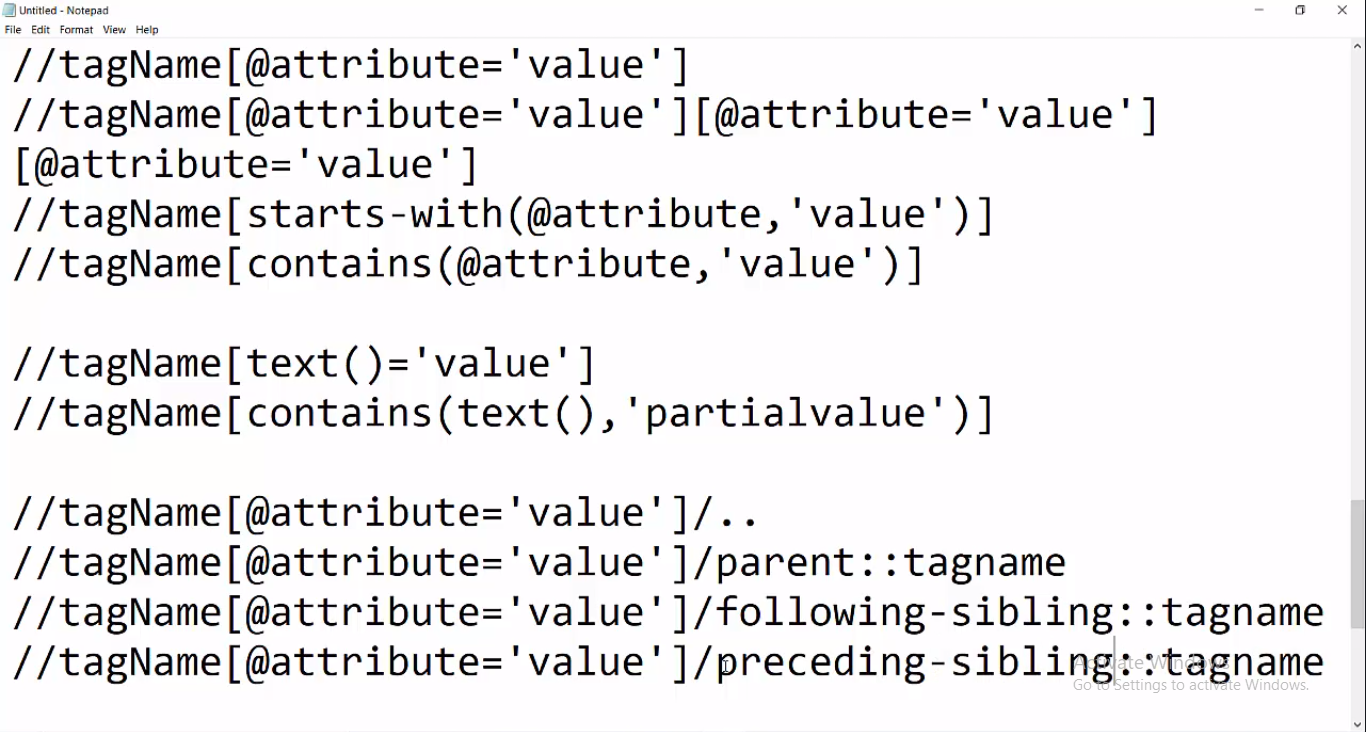 Untitled - Notepad
File Edit Format View Help
//tagName[@attribute='value']
//tagName[@attribute='value'][@attribute='value']
[@attribute='value']
//tagName[starts-with(@attribute,'value')]
//tagName[contains(@attribute,'value')]
//tagName[text()='value']
//tagName[contains(text(),'partialvalue')]
//tagName[@attribute='value']/..
//tagName[@attribute='value']/parent::tagname
//tagName[@attribute='value']/following-sibling::tagname
//tagName[@attribute='value']/preceding-sibling::tagname
Activate Windows
Go to Settings to activate Windows.